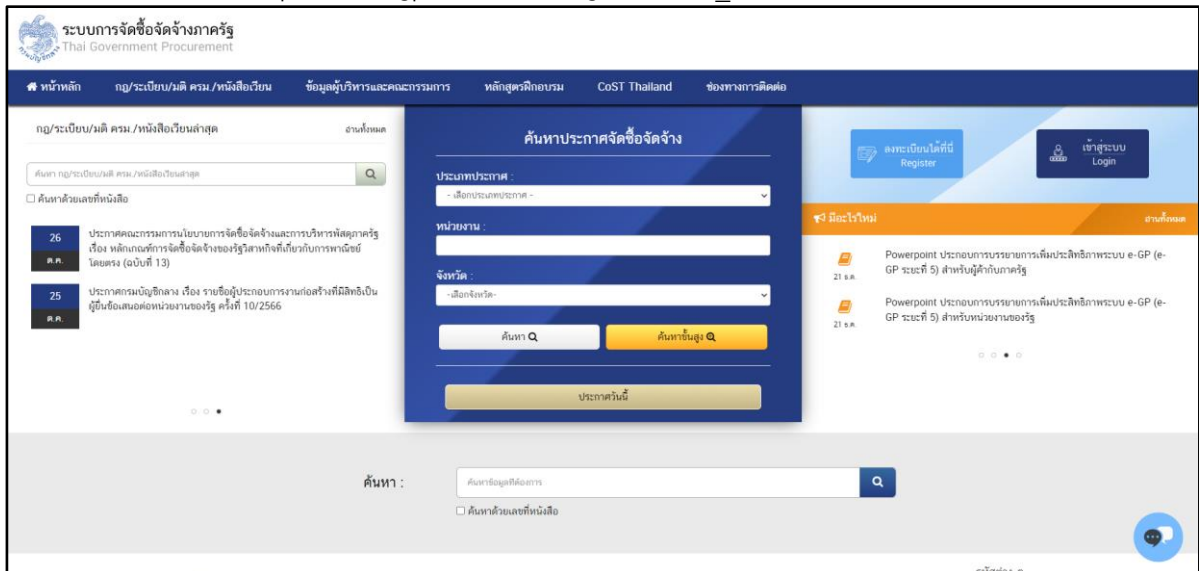 ระบบการจัดซื้อจัดจ้างภาครัฐ
Thai Government Procurement
หน้าหลัก กฎ/ระเบียบ/มติ ครม./หนังสือเวียน ข้อมูลผู้บริหารและคณะกรรมการ หลักสูตรฝึกอบรม CoST Thailand ช่องทางการติดต่อ
กฎ/ระเบียบ/มติ ครม./หนังสือเวียนล่าสุด อ่านทั้งหมด
ค้นหา กฎ/ระเบียบ/มติ ครม./หนังสือเวียนล่าสุด
ค้นหาด้วยเลขที่หนังสือ
26 ต.ค.
ประกาศคณะกรรมการนโยบายการจัดซื้อจัดจ้างและการบริหารพัสดุภาครัฐ
เรื่อง หลักเกณฑ์การจัดซื้อจัดจ้างของรัฐวิสาหกิจที่เกี่ยวกับการพาณิชย์
โดยตรง (ฉบับที่ 13)
25 ต.ค.
ประกาศกรมบัญชีกลาง เรื่อง รายชื่อผู้ประกอบการงานก่อสร้างที่มีสิทธิเป็น
ผู้ยื่นข้อเสนอต่อหน่วยงานของรัฐ ครั้งที่ 10/2566
ค้นหาประกาศจัดซื้อจัดจ้าง
ประเภทประกาศ :
- เลือกประเภทประกาศ -
หน่วยงาน :
จังหวัด :
-เลือกจังหวัด-
ค้นหา ค้นหาขั้นสูง
ประกาศวันนี้
ลงทะเบียนได้ที่นี่
Register
เข้าสู่ระบบ
Login
มีอะไรใหม่ อ่านทั้งหมด
21 ธ.ค.
Powerpoint ประกอบการบรรยายการเพิ่มประสิทธิภาพระบบ e-GP (e-
GP ระยะที่ 5) สำหรับผู้ค้ากับภาครัฐ
21 ธ.ค.
Powerpoint ประกอบการบรรยายการเพิ่มประสิทธิภาพระบบ e-GP (e-
GP ระยะที่ 5) สำหรับหน่วยงานของรัฐ
ค้นหา :
ค้นหาข้อมูลที่ต้องการ
ค้นหาด้วยเลขที่หนังสือ